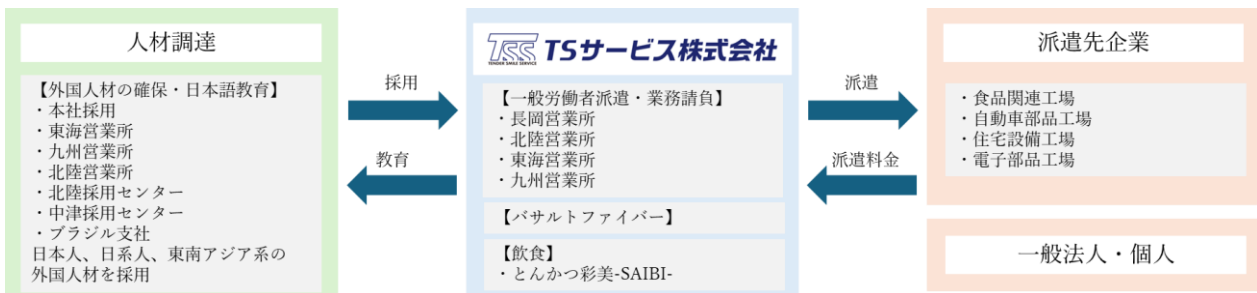 人材調達
【外国人材の確保・日本語教育】
・本社採用
・東海営業所
・九州営業所
・北陸営業所
・北陸採用センター
・中津採用センター
・ブラジル支社
日本人、日系人、東南アジア系の
外国人材を採用
採用
教育
TSS
TENDER SMILE SERVICE
TSサービス株式会社
【一般労働者派遣・業務請負】
・長岡営業所
・北陸営業所
・東海営業所
・九州営業所
【バサルトファイバー】
【飲食】
・とんかつ彩美-SAIBI-
派遣
派遣料金
派遣先企業
・食品関連工場
・自動車部品工場
・住宅設備工場
・電子部品工場
一般法人・個人